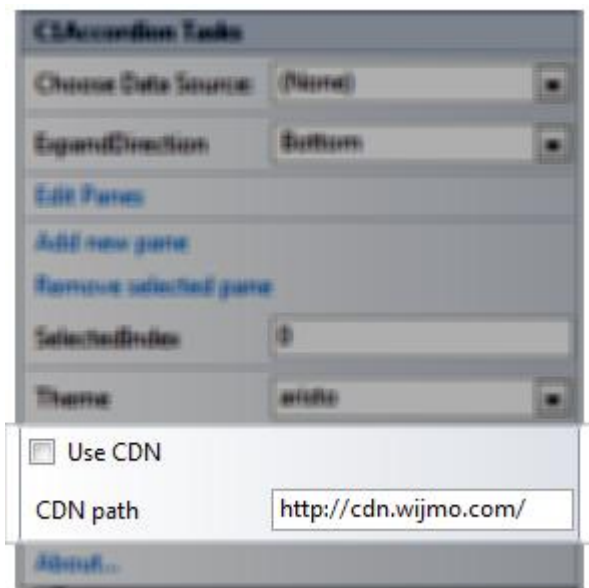 C1Accordion Tasks
Choose Data Source: (None)
ExpandDirection Bottom
Edit Panes
Add new pane
Remove selected pane
SelectedIndex 0
Theme aristo
Use CDN
CDN path http://cdn.wijmo.com/
About...